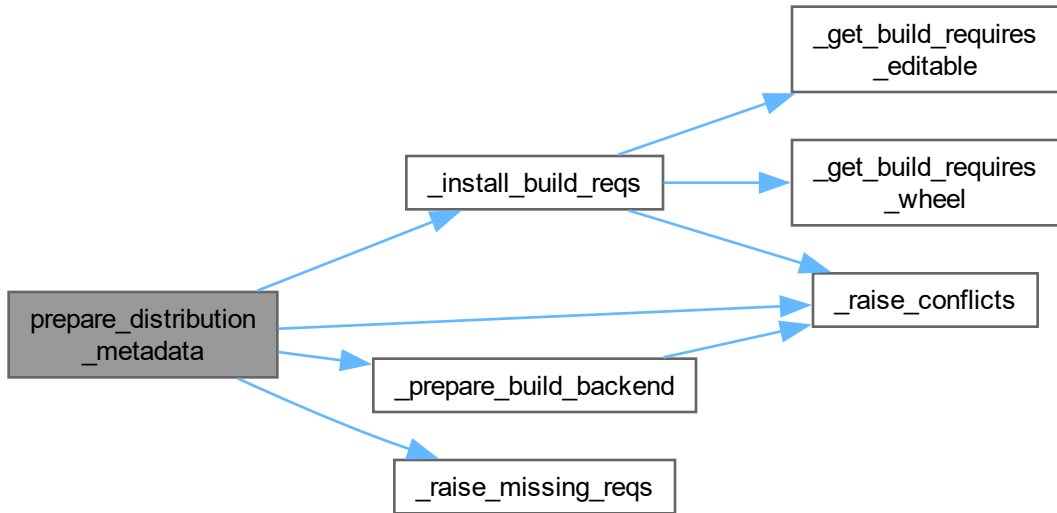 _get_build_requires
_editable
_install_build_reqs
_get_build_requires
_wheel
prepare_distribution
_metadata
_raise_conflicts
_prepare_build_backend
_raise_missing_reqs